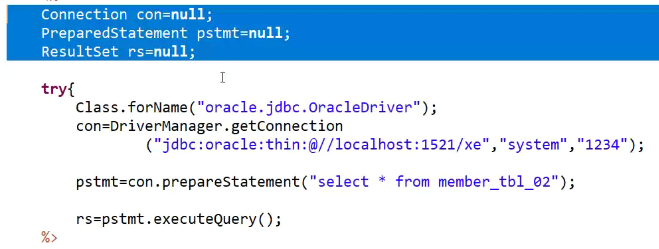 Connection con=null;
PreparedStatement pstmt=null;
ResultSet rs=null;
try{
Class.forName("oracle.jdbc.OracleDriver");
con=DriverManager.getConnection
("jdbc:oracle:thin:@//localhost:1521/xe","system","1234");
pstmt=con.prepareStatement("select * from member_tbl_02");
rs=pstmt.executeQuery();
%>